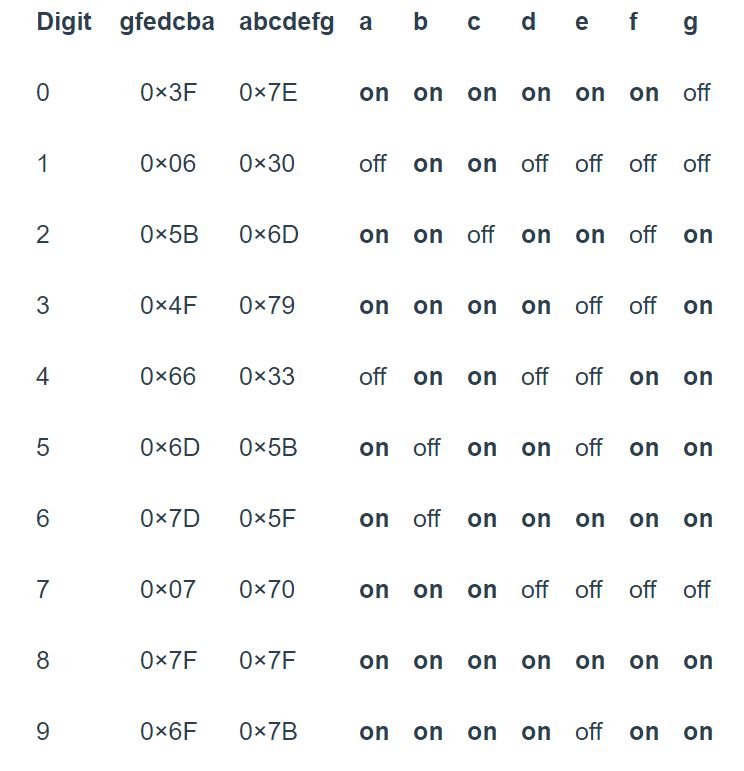 Digit gfedcba abcdefg a b c d e f g
0 0×3F 0×7E on on on on on on off
1 0×06 0×30 off on on off off off off
2 0×5B 0×6D on on off on on off on
3 0×4F 0×79 on on on on off off on
4 0×66 0×33 off on on off off on on
5 0×6D 0×5B on off on on off on on
6 0×7D 0×5F on off on on on on on
7 0×07 0×70 on on on off off off off
8 0×7F 0×7F on on on on on on on
9 0×6F 0×7B on on on on off on on